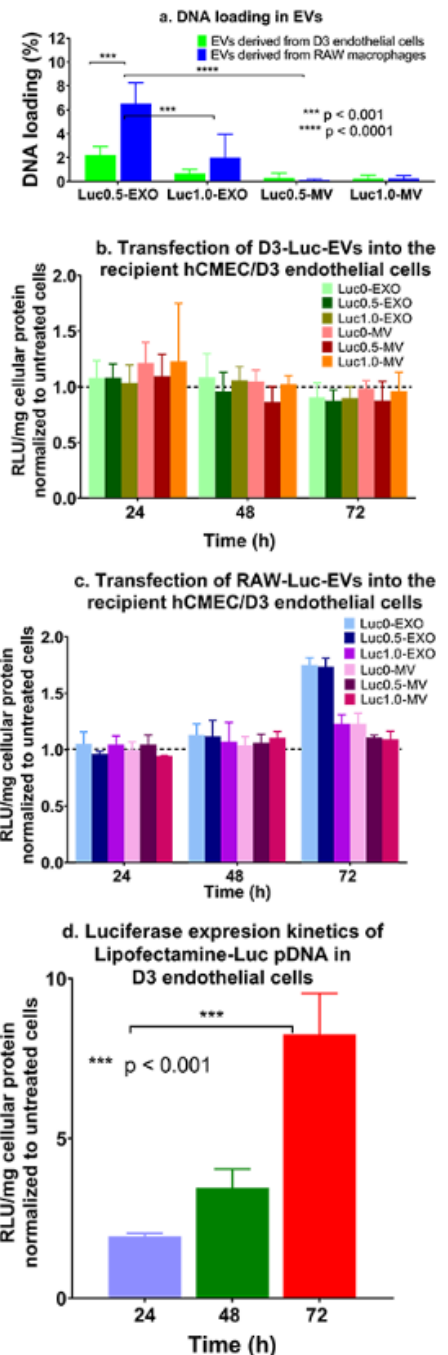 a. DNA loading in EVs
EVs derived from D3 endothelial cells
EVs derived from RAW macrophages
DNA loading (%)
12
10
8
6
4
2
0
***
****
***
*** p < 0.001
**** p < 0.0001
Luc0.5-EXO Luc1.0-EXO Luc0.5-MV Luc1.0-MV
b. Transfection of D3-Luc-EVs into the
recipient hCMEC/D3 endothelial cells
RLU/mg cellular protein
normalized to untreated cells
2.0
1.5
1.0
0.5
0.0
Luc0-EXO
Luc0.5-EXO
Luc1.0-EXO
Luc0-MV
Luc0.5-MV
Luc1.0-MV
24 48 72
Time (h)
c. Transfection of RAW-Luc-EVs into the
recipient hCMEC/D3 endothelial cells
RLU/mg cellular protein
normalized to untreated cells
2.0
1.5
1.0
0.5
0.0
Luc0-EXO
Luc0.5-EXO
Luc1.0-EXO
Luc0-MV
Luc0.5-MV
Luc1.0-MV
24 48 72
Time (h)
d. Luciferase expresion kinetics of
Lipofectamine-Luc pDNA in
D3 endothelial cells
RLU/mg cellular protein
normalized to untreated cells
10
5
0
***
*** p < 0.001
24 48 72
Time (h)